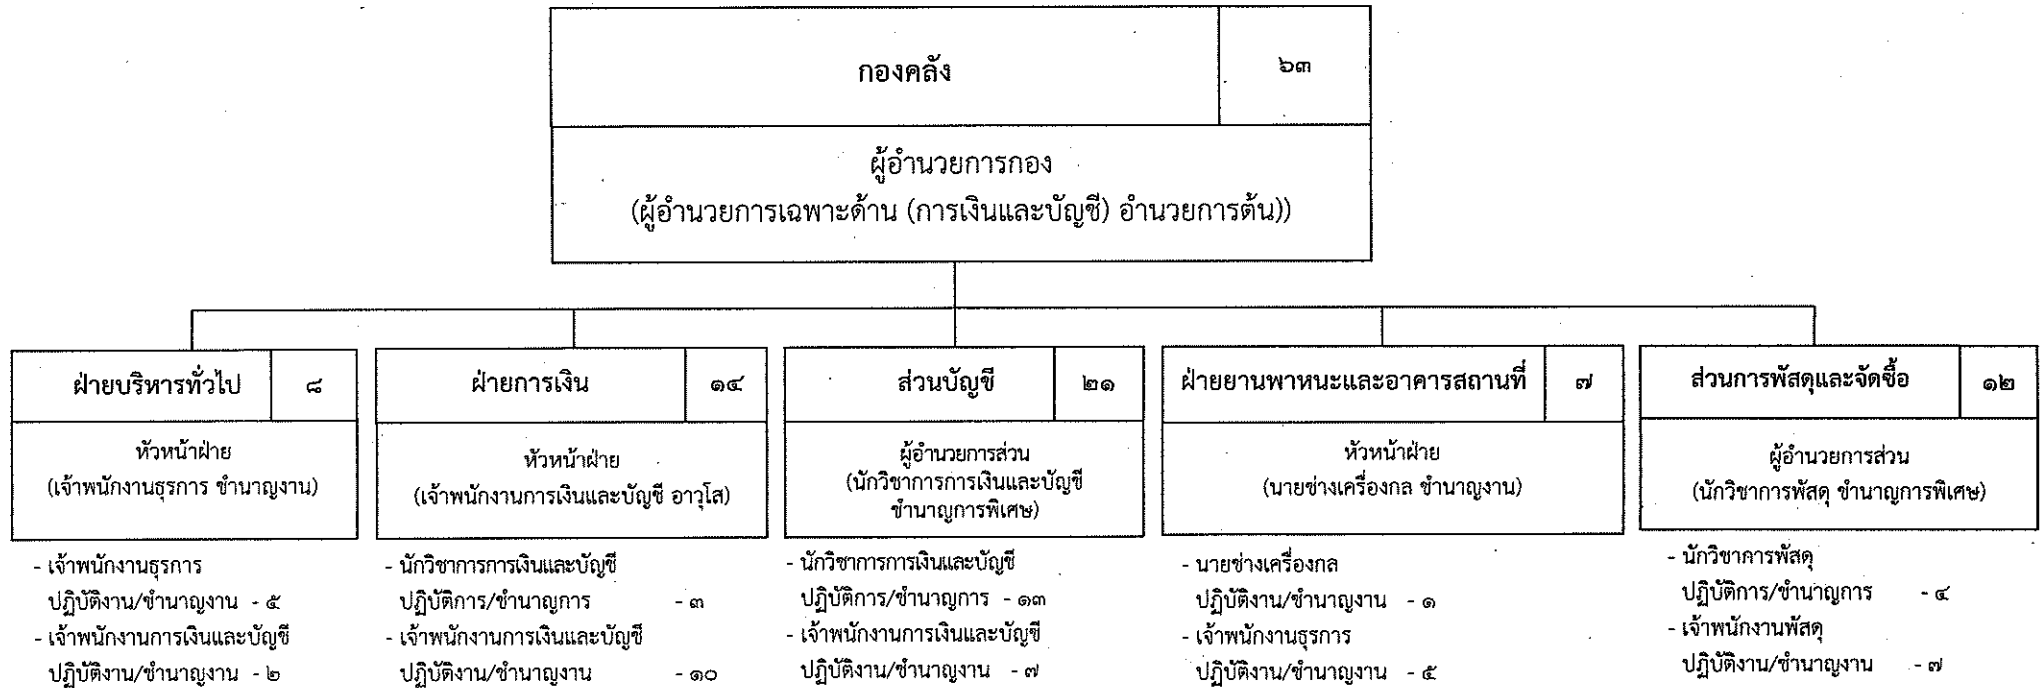 กองคลัง ๖๓
ผู้อำนวยการกอง
(ผู้อำนวยการเฉพาะด้าน (การเงินและบัญชี) อำนวยการต้น))
ฝ่ายบริหารทั่วไป ๘
หัวหน้าฝ่าย
(เจ้าพนักงานธุรการ ชำนาญงาน)
- เจ้าพนักงานธุรการ
ปฏิบัติงาน/ชำนาญงาน - ๕
- เจ้าพนักงานการเงินและบัญชี
ปฏิบัติงาน/ชำนาญงาน - ๒
ฝ่ายการเงิน ๑๔
หัวหน้าฝ่าย
(เจ้าพนักงานการเงินและบัญชี อาวุโส)
- นักวิชาการการเงินและบัญชี
ปฏิบัติการ/ชำนาญการ - ๓
- เจ้าพนักงานการเงินและบัญชี
ปฏิบัติงาน/ชำนาญงาน - ๑๐
ส่วนบัญชี ๒๑
ผู้อำนวยการส่วน
(นักวิชาการการเงินและบัญชี
ชำนาญการพิเศษ)
- นักวิชาการการเงินและบัญชี
ปฏิบัติการ/ชำนาญการ - ๑๓
- เจ้าพนักงานการเงินและบัญชี
ปฏิบัติงาน/ชำนาญงาน - ๗
ฝ่ายยานพาหนะและอาคารสถานที่ ๗
หัวหน้าฝ่าย
(นายช่างเครื่องกล ชำนาญงาน)
- นายช่างเครื่องกล
ปฏิบัติงาน/ชำนาญงาน - ๑
- เจ้าพนักงานธุรการ
ปฏิบัติงาน/ชำนาญงาน - ๕
ส่วนการพัสดุและจัดซื้อ ๑๒
ผู้อำนวยการส่วน
(นักวิชาการพัสดุ ชำนาญการพิเศษ)
- นักวิชาการพัสดุ
ปฏิบัติการ/ชำนาญการ - ๔
- เจ้าพนักงานพัสดุ
ปฏิบัติงาน/ชำนาญงาน - ๗